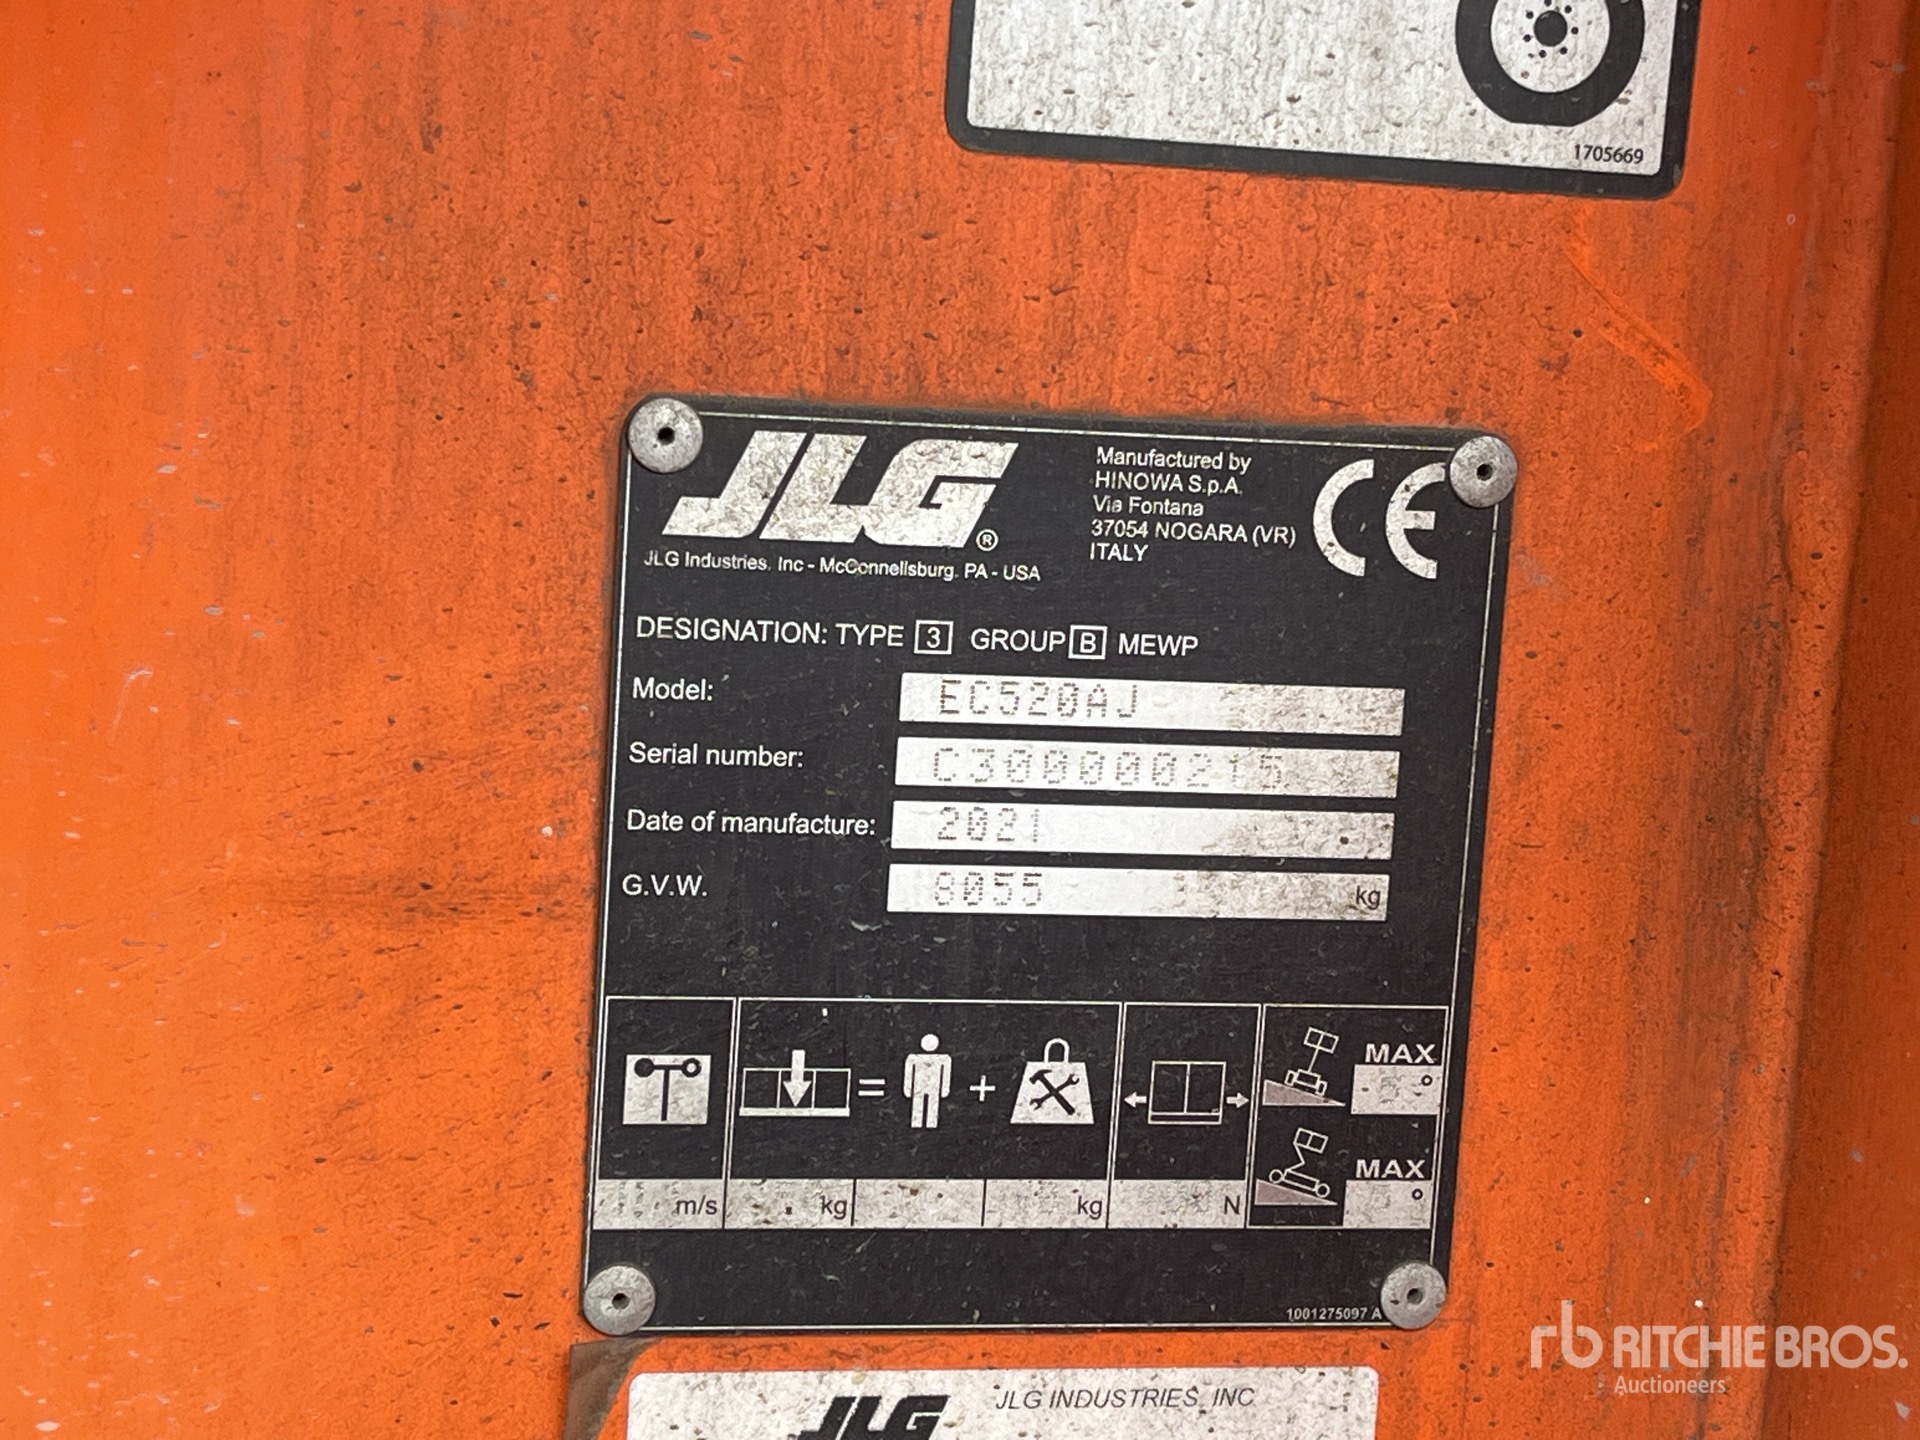 1705669
JLG®
JLG Industries, Inc - McConnellsburg, PA - USA
Manufactured by
HINOWA S.p.A.
Via Fontana
37054 NOGARA (VR)
ITALY
CE
DESIGNATION: TYPE 3 GROUP B MEWP
Model: EC520AJ
Serial number: C300000215
Date of manufacture: 2021
G.V.W. 8055 kg
= +
MAX
°
MAX
°
m/s kg kg N
1001275097 A
JLG JLG INDUSTRIES, INC
rb RITCHIE BROS.
Auctioneers